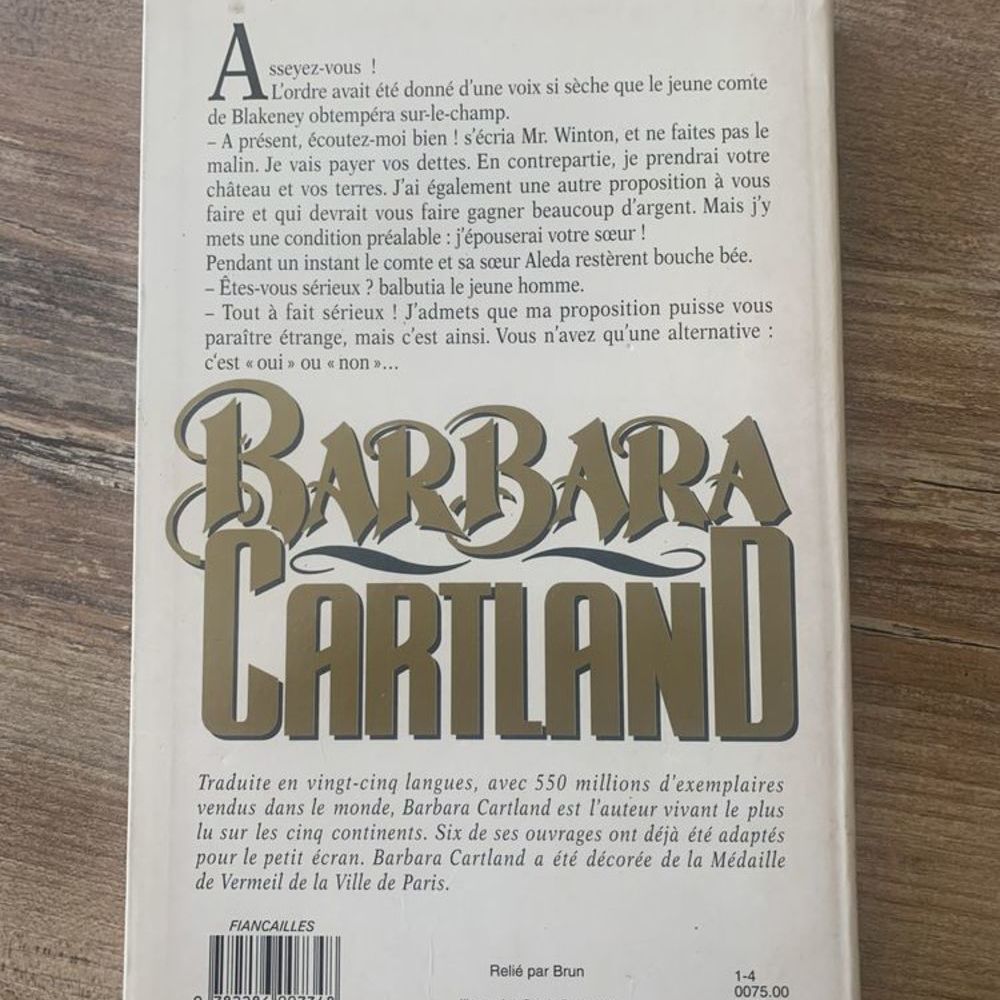 Asseyez-vous !
L'ordre avait été donné d'une voix si sèche que le jeune comte
de Blakeney obtempéra sur-le-champ.
– A présent, écoutez-moi bien ! s'écria Mr. Winton, et ne faites pas le
malin. Je vais payer vos dettes. En contrepartie, je prendrai votre
château et vos terres. J'ai également une autre proposition à vous
faire et qui devrait vous faire gagner beaucoup d'argent. Mais j'y
mets une condition préalable : j'épouserai votre sœur !
Pendant un instant le comte et sa sœur Aleda restèrent bouche bée.
– Êtes-vous sérieux ? balbutia le jeune homme.
– Tout à fait sérieux ! J'admets que ma proposition puisse vous
paraître étrange, mais c'est ainsi. Vous n'avez qu'une alternative :
c'est « oui » ou « non »...
BARBARA
CARTLAND
Traduite en vingt-cinq langues, avec 550 millions d'exemplaires
vendus dans le monde, Barbara Cartland est l'auteur vivant le plus
lu sur les cinq continents. Six de ses ouvrages ont déjà été adaptés
pour le petit écran. Barbara Cartland a été décorée de la Médaille
de Vermeil de la Ville de Paris.
FIANCAILLES
Relié par Brun
1-4
0075.00